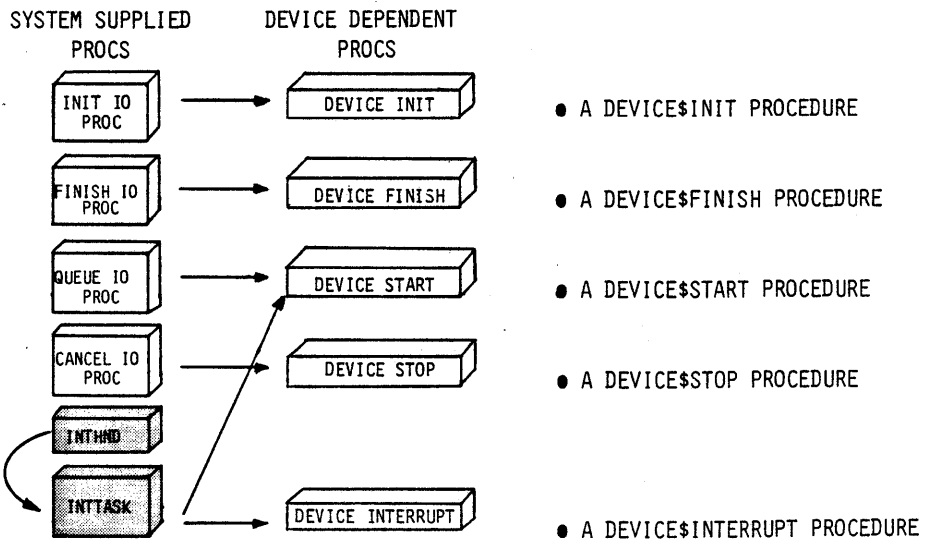 SYSTEM SUPPLIED
PROCS
DEVICE DEPENDENT
PROCS
INIT IO
PROC
DEVICE INIT
• A DEVICE$INIT PROCEDURE
FINISH IO
PROC
DEVICE FINISH
• A DEVICE$FINISH PROCEDURE
QUEUE IO
PROC
DEVICE START
• A DEVICE$START PROCEDURE
CANCEL IO
PROC
DEVICE STOP
• A DEVICE$STOP PROCEDURE
INTHND
INTTASK
DEVICE INTERRUPT
• A DEVICE$INTERRUPT PROCEDURE